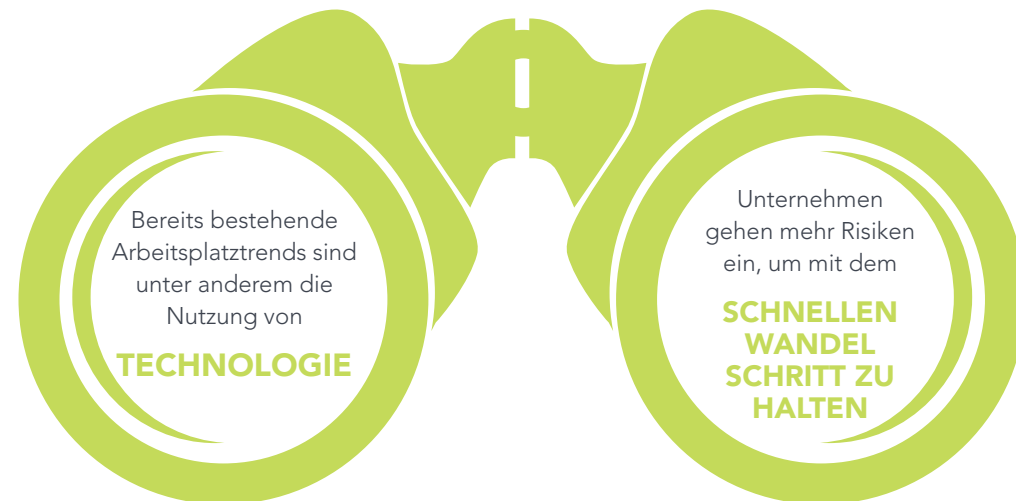 Bereits bestehende
Arbeitsplatztrends sind
unter anderem die
Nutzung von
TECHNOLOGIE
Unternehmen
gehen mehr Risiken
ein, um mit dem
SCHNELLEN
WANDEL
SCHRITT ZU
HALTEN